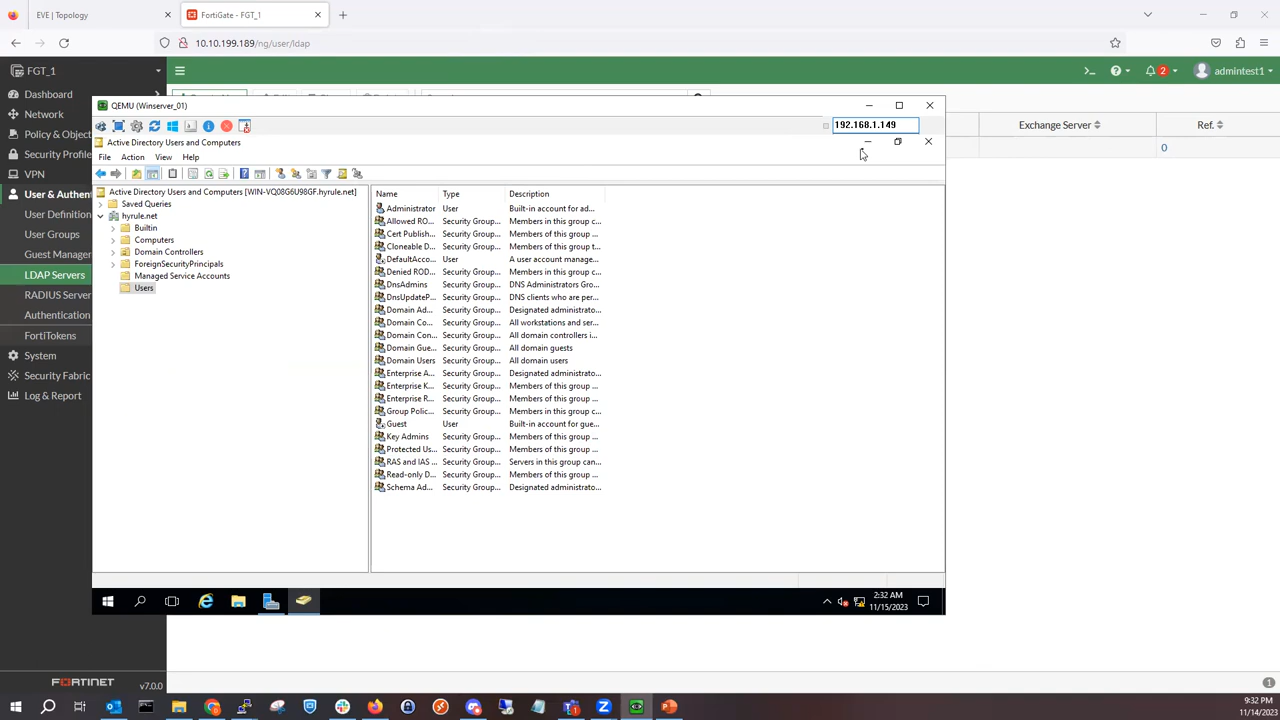 EVE | Topology
FortiGate - FGT_1
10.10.199.189/ng/user/ldap
FGT_1
2
admintest1
Dashboard
Network
Policy & Object
Security Profile
VPN
User & Authen
User Definition
User Groups
Guest Manager
LDAP Servers
RADIUS Server
Authentication
FortiTokens
System
Security Fabric
Log & Report
FORTINET
v7.0.0
Exchange Server
Ref.
0
1
QEMU (Winserver_01)
192.168.1.149
Active Directory Users and Computers
File Action View Help
Active Directory Users and Computers [WIN-VQ08G6U98GF.hyrule.net]
Saved Queries
hyrule.net
Builtin
Computers
Domain Controllers
ForeignSecurityPrincipals
Managed Service Accounts
Users
Name Type Description
Administrator User Built-in account for ad...
Allowed RO... Security Group... Members in this group c...
Cert Publish... Security Group... Members of this group ...
Cloneable D... Security Group... Members of this group t...
DefaultAcco... User A user account manage...
Denied ROD... Security Group... Members in this group c...
DnsAdmins Security Group... DNS Administrators Gro...
DnsUpdateP... Security Group... DNS clients who are per...
Domain Ad... Security Group... Designated administrato...
Domain Co... Security Group... All workstations and ser...
Domain Con... Security Group... All domain controllers i...
Domain Gue... Security Group... All domain guests
Domain Users Security Group... All domain users
Enterprise A... Security Group... Designated administrato...
Enterprise K... Security Group... Members of this group ...
Enterprise R... Security Group... Members of this group ...
Group Polic... Security Group... Members in this group c...
Guest User Built-in account for gue...
Key Admins Security Group... Members of this group ...
Protected Us... Security Group... Members of this group ...
RAS and IAS ... Security Group... Servers in this group can...
Read-only D... Security Group... Members of this group ...
Schema Ad... Security Group... Designated administrato...
2:32 AM
11/15/2023
9:32 PM
11/14/2023